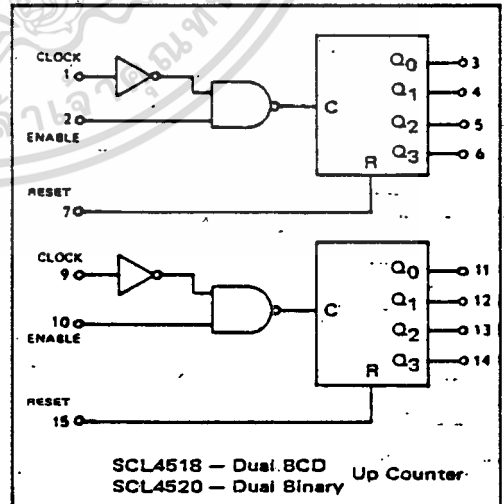 CLOCK
1
2
ENABLE
RESET
7
C
R
Q0
Q1
Q2
Q3
3
4
5
6
CLOCK
9
10
ENABLE
RESET
15
C
R
Q0
Q1
Q2
Q3
11
12
13
14
SCL4518 — Dual BCD
SCL4520 — Dual Binary
Up Counter